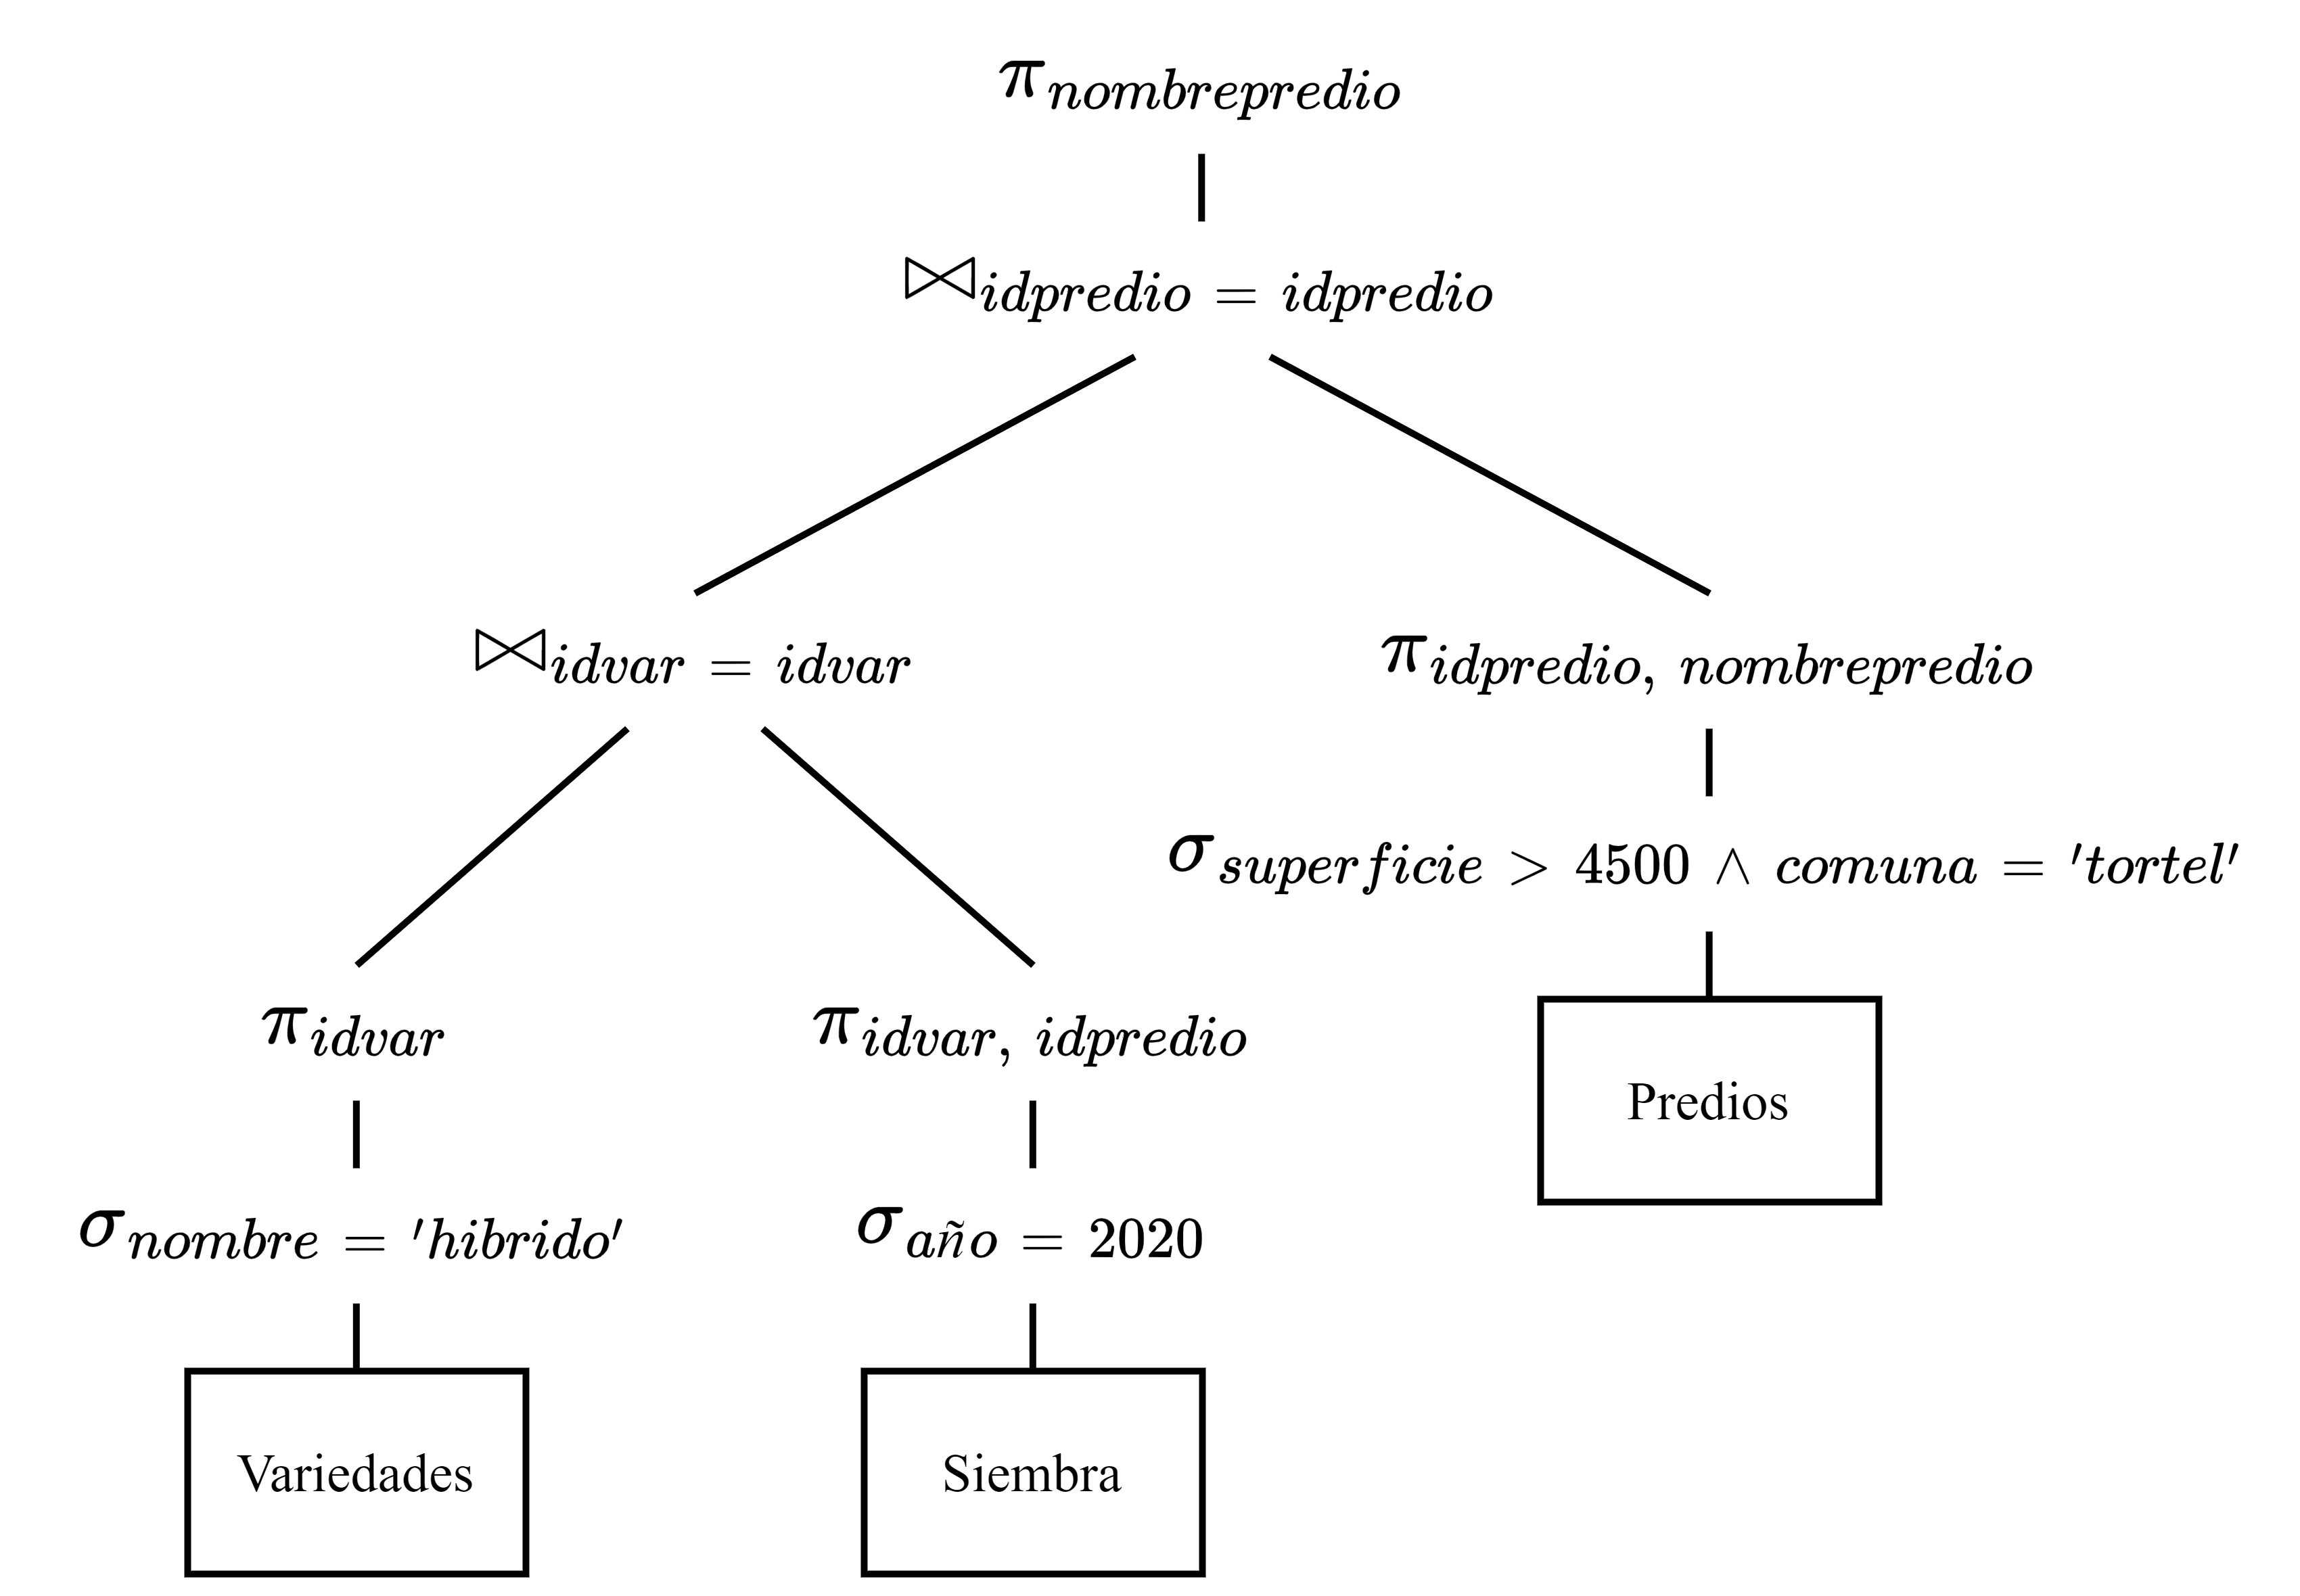 π nombrepredio
⋈ idpredio = idpredio
⋈ idvar = idvar
π idpredio, nombrepredio
σ superficie > 4500 ∧ comuna = 'tortel'
π idvar
π idvar, idpredio
Predios
σ nombre = 'hibrido'
σ año = 2020
Variedades
Siembra